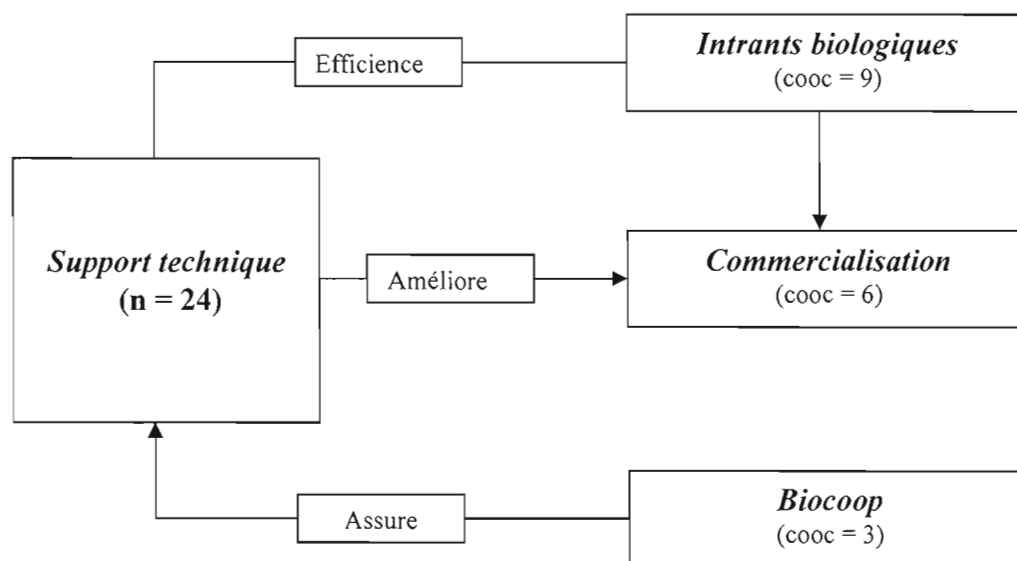 Efficience
Intrants biologiques
(cooc = 9)
Support technique
(n = 24)
Améliore
Commercialisation
(cooc = 6)
Assure
Biocoop
(cooc = 3)